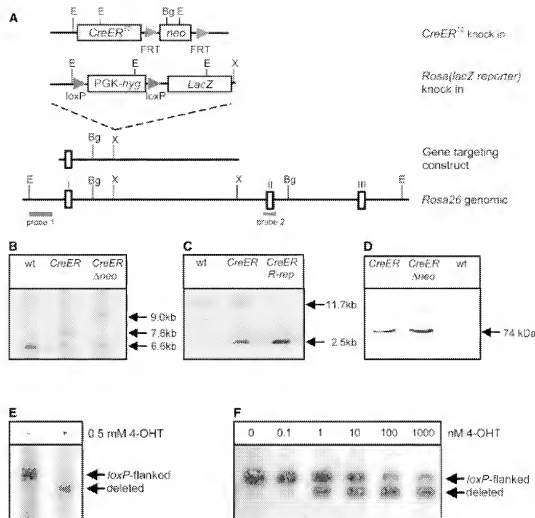 A
E
E
Bg
E
CreER
neo
FRT
FRT
CreER knock in
E
E
E
X
PGK-hyg
LacZ
loxP
loxP
Rosa(lacZ reporter)
knock in
Bg
X
Gene targeting
construct
E
I
Bg
X
X
II
Bg
III
E
Rosa26 genomic
probe 1
probe 2
B
wt
CreER
CreER
Δneo
9.0kb
7.6kb
6.5kb
C
wt
CreER
CreER
R-rep
11.7kb
2.5kb
D
CreER
CreER
Δneo
wt
74 kDa
E
-
+
0.5 mM 4-OHT
loxP-flanked
deleted
F
0
0.1
1
10
100
1000
nM 4-OHT
loxP-flanked
deleted